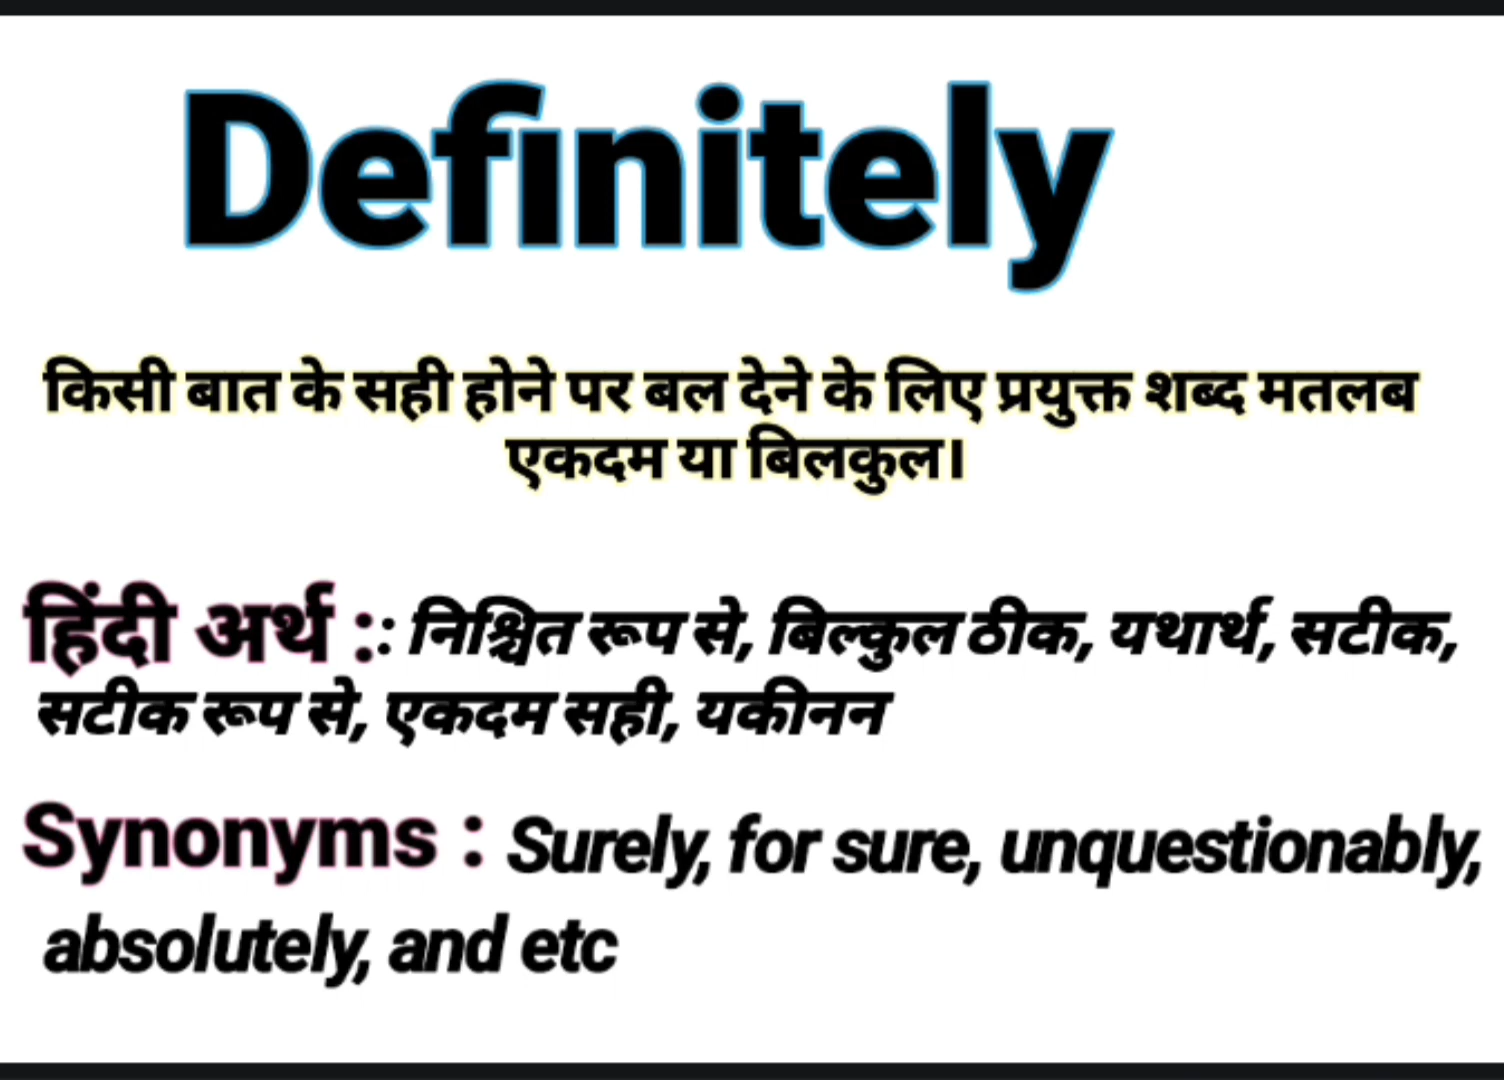 Definitely
किसी बात के सही होने पर बल देने के लिए प्रयुक्त शब्द मतलब
एकदम या बिलकुल।
हिंदी अर्थ :: निश्चित रूप से, बिल्कुल ठीक, यथार्थ, सटीक,
सटीक रूप से, एकदम सही, यकीनन
Synonyms : Surely, for sure, unquestionably,
absolutely, and etc